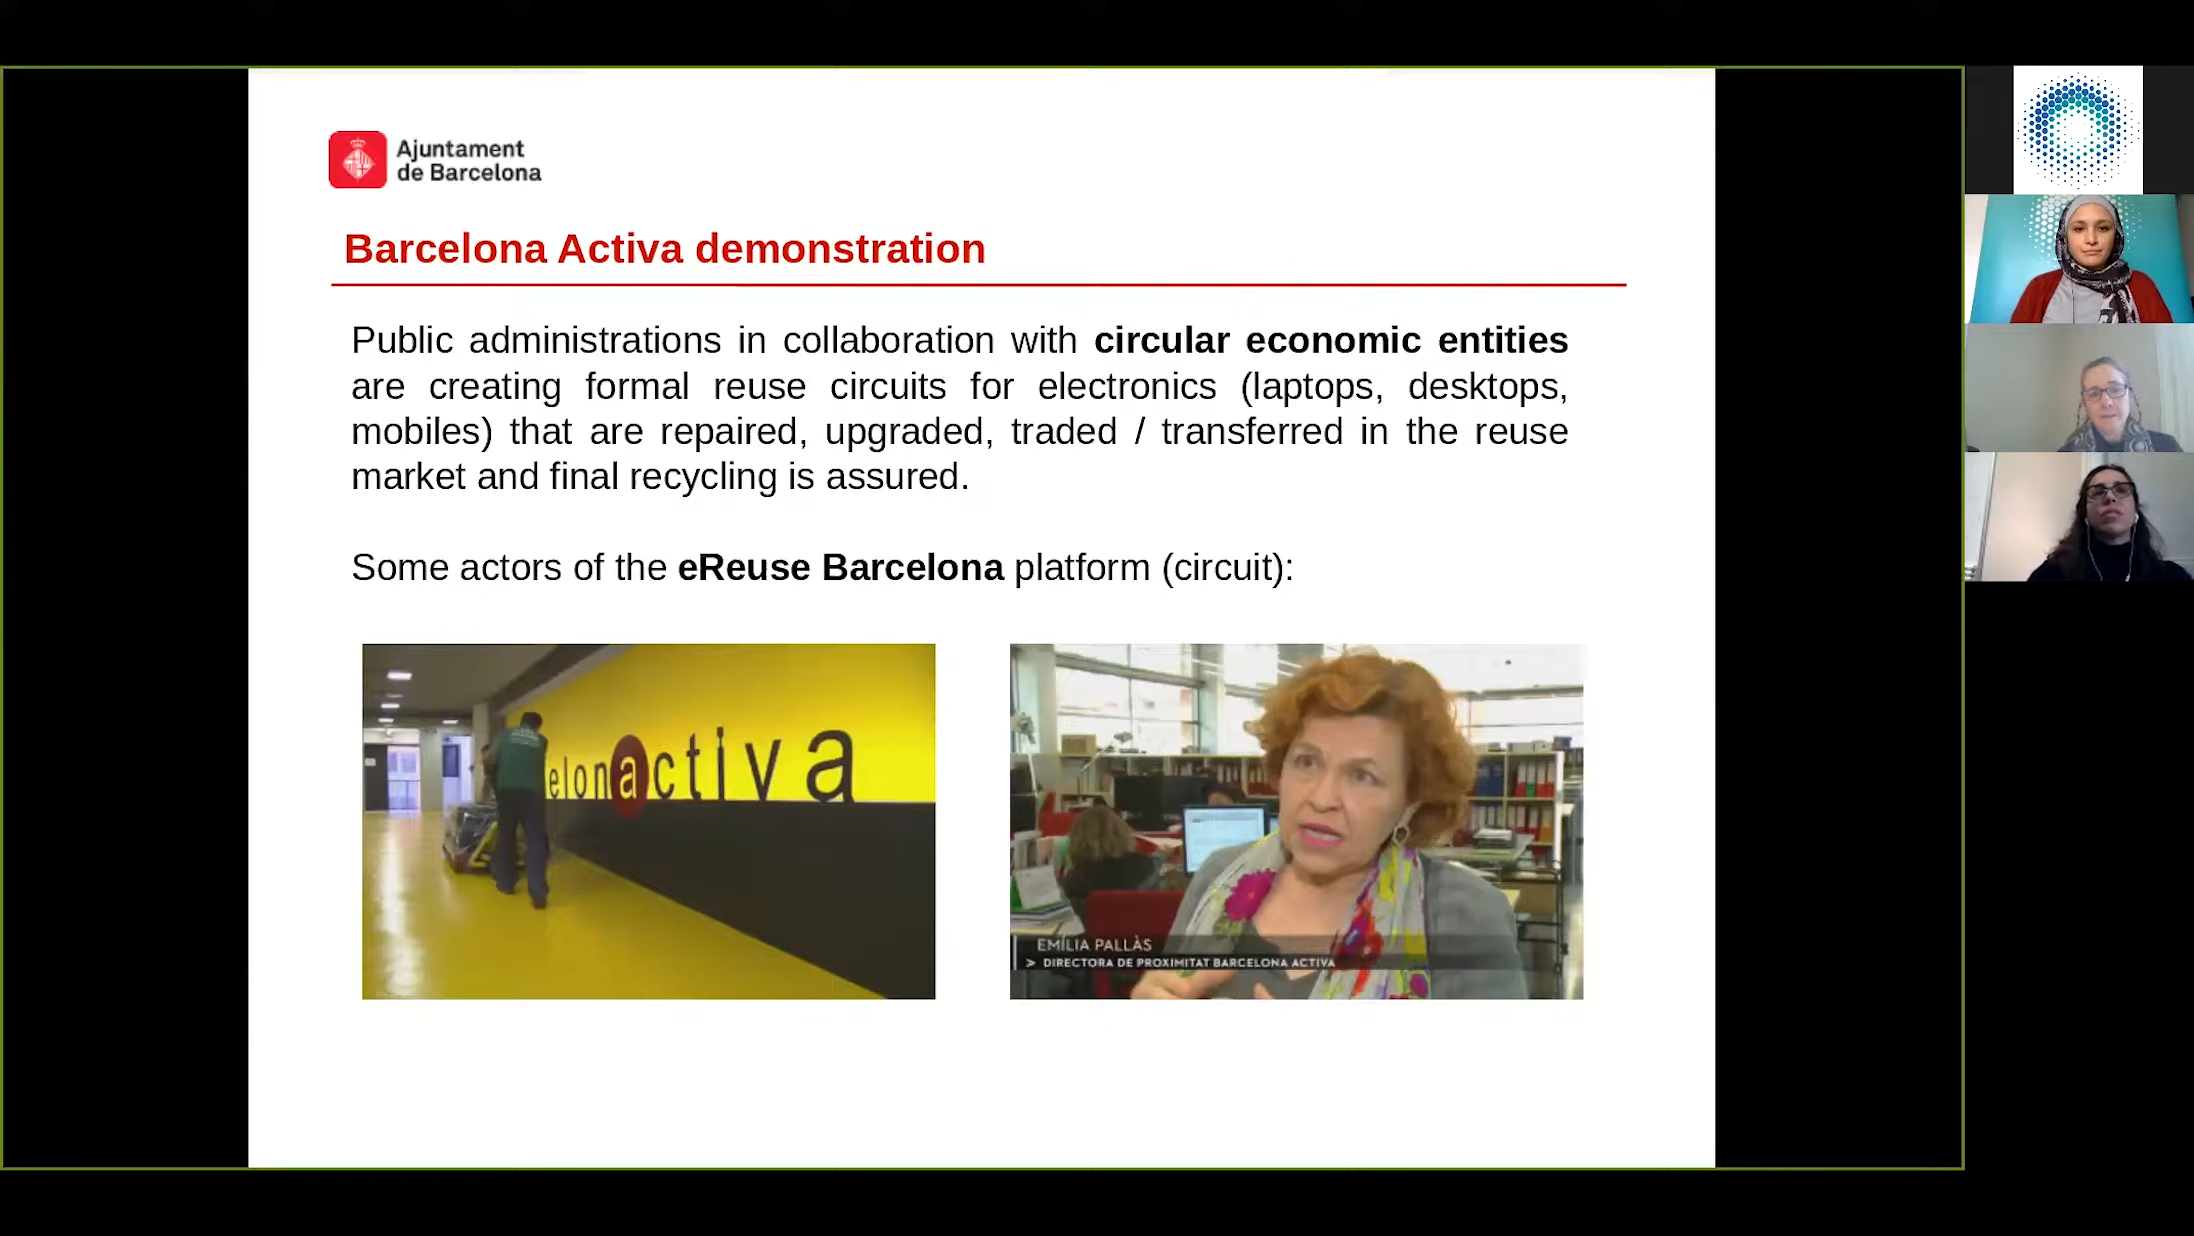 Ajuntament
de Barcelona
Barcelona Activa demonstration
Public administrations in collaboration with circular economic entities
are creating formal reuse circuits for electronics (laptops, desktops,
mobiles) that are repaired, upgraded, traded / transferred in the reuse
market and final recycling is assured.
Some actors of the eReuse Barcelona platform (circuit):
elonactiva
EMÍLIA PALLÀS
> DIRECTORA DE PROXIMITAT BARCELONA ACTIVA